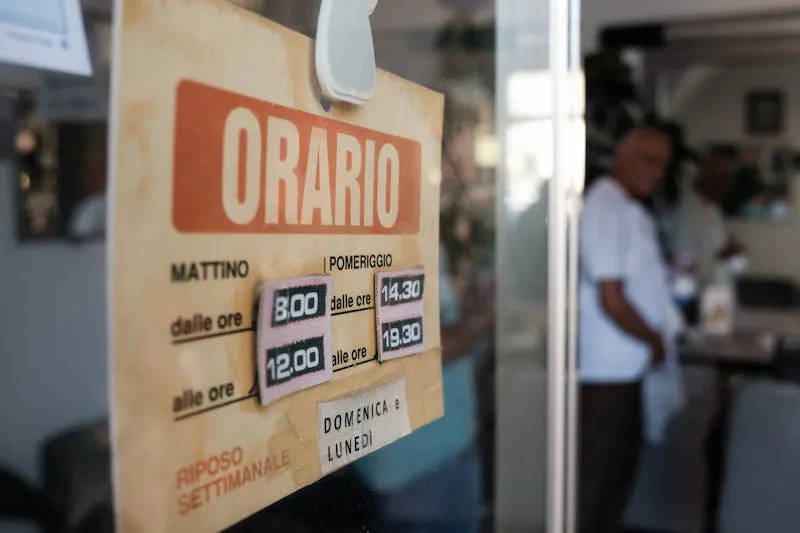 ORARIO
MATTINO
POMERIGGIO
dalle ore 8.00
dalle ore 14.30
alle ore 12.00
alle ore 19.30
RIPOSO
SETTIMANALE
DOMENICA e
LUNEDÌ